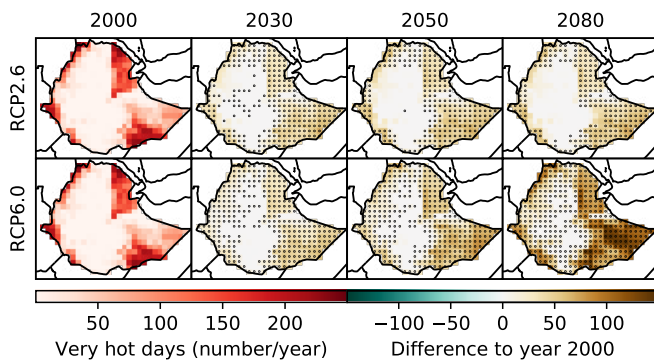 2000 2030 2050 2080
RCP2.6
RCP6.0
50 100 150 200 −100 −50 0 50 100
Very hot days (number/year) Difference to year 2000